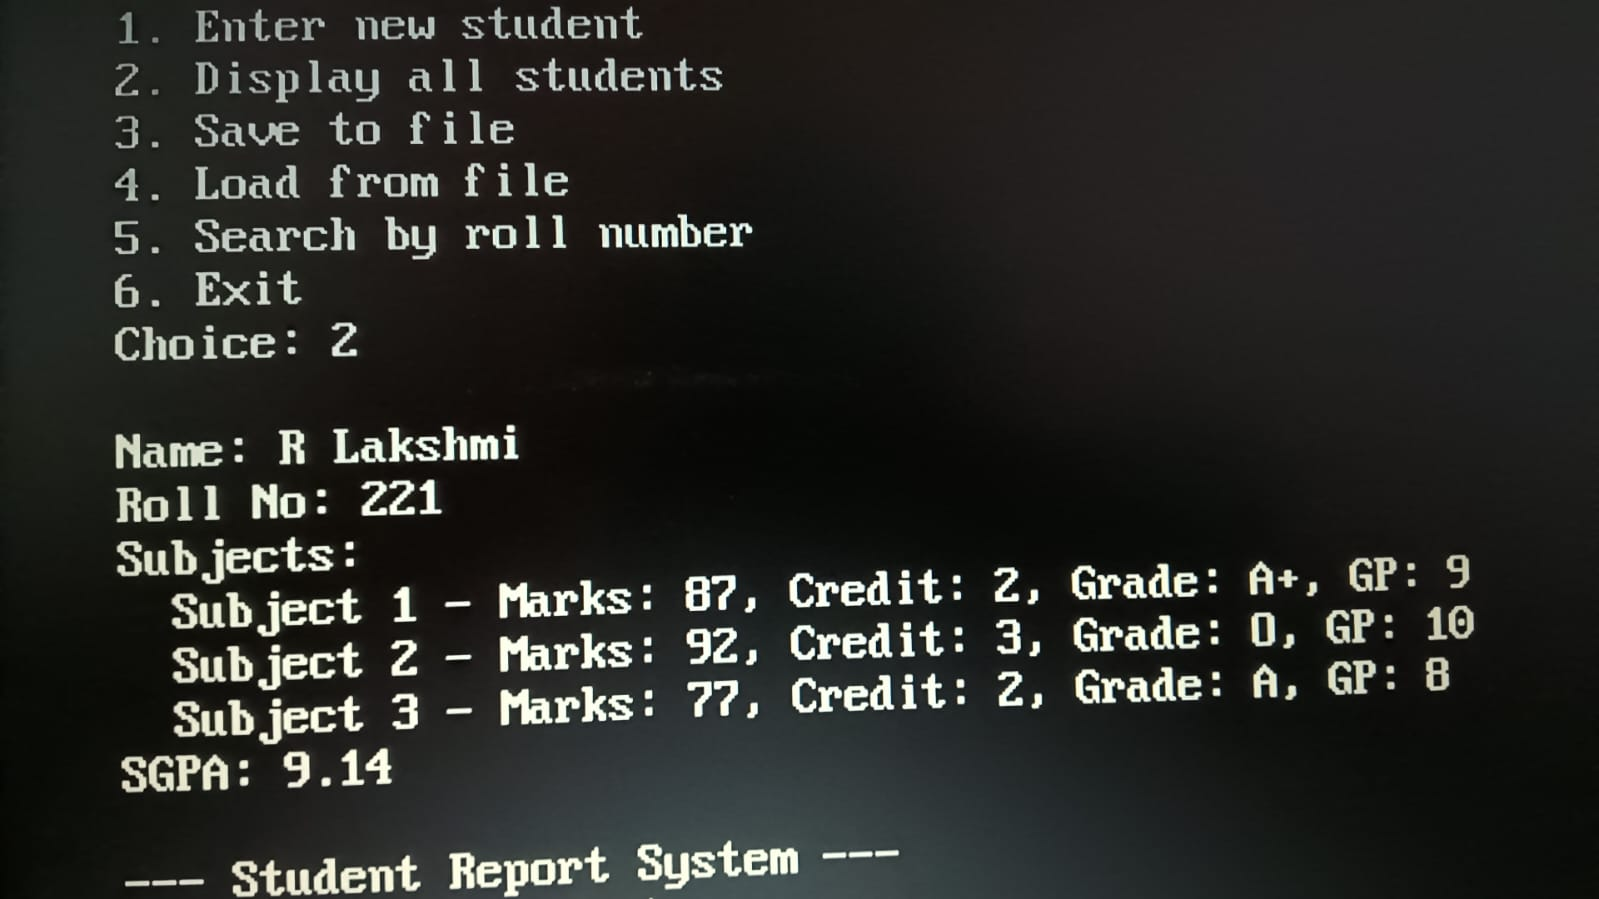 1. Enter new student
2. Display all students
3. Save to file
4. Load from file
5. Search by roll number
6. Exit
Choice: 2
Name: R Lakshmi
Roll No: 221
Subjects:
Subject 1 - Marks: 87, Credit: 2, Grade: A+, GP: 9
Subject 2 - Marks: 92, Credit: 3, Grade: O, GP: 10
Subject 3 - Marks: 77, Credit: 2, Grade: A, GP: 8
SGPA: 9.14
--- Student Report System ---